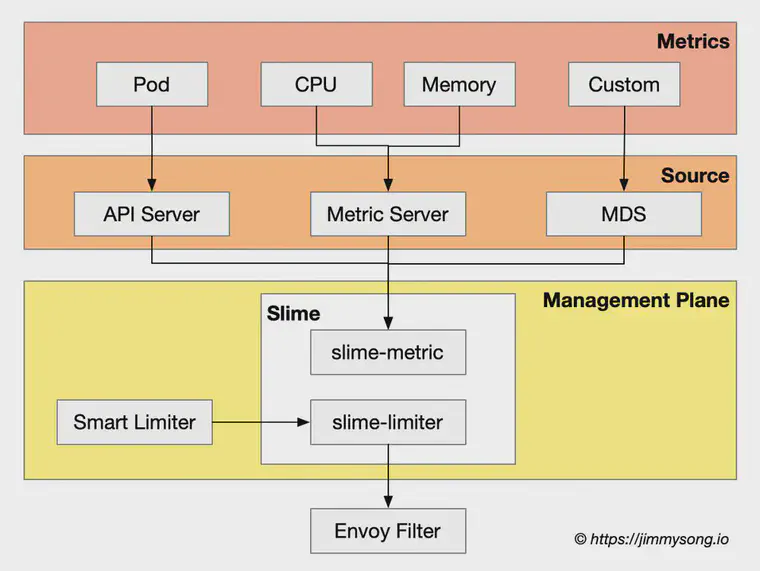 Metrics
Pod
CPU
Memory
Custom
Source
API Server
Metric Server
MDS
Management Plane
Slime
slime-metric
Smart Limiter
slime-limiter
Envoy Filter
© https://jimmysong.io